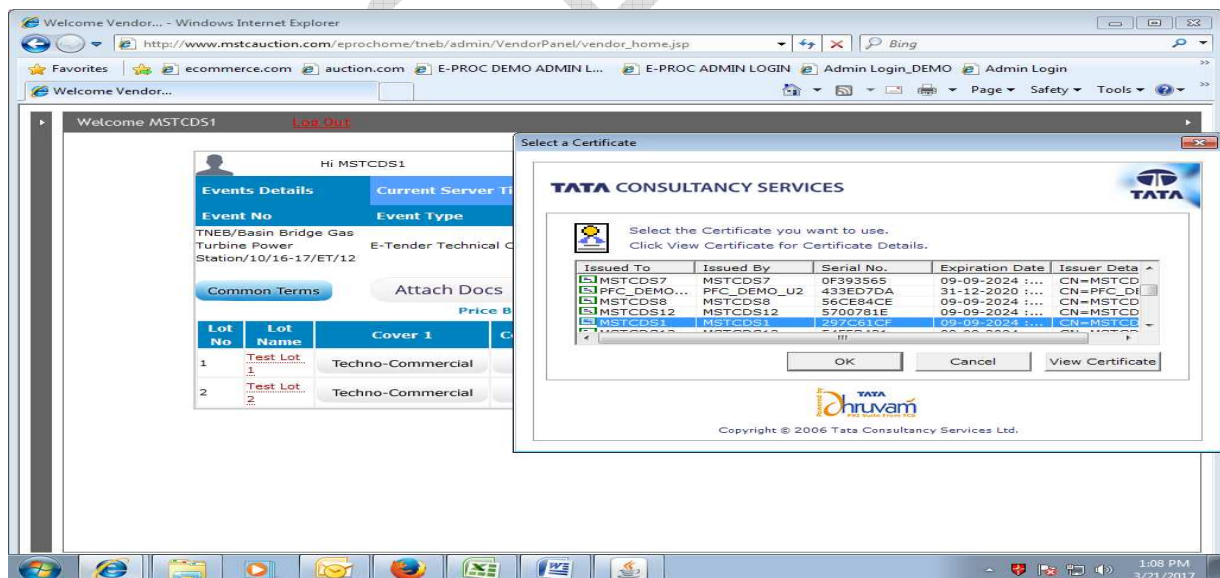 Welcome Vendor... - Windows Internet Explorer
http://www.mstcauction.com/eprochome/tneb/admin/VendorPanel/vendor_home.jsp
Bing
Favorites ecommerce.com auction.com E-PROC DEMO ADMIN L... E-PROC ADMIN LOGIN Admin Login_DEMO Admin Login
Welcome Vendor...
Page Safety Tools
Welcome MSTCDS1 Log Out
Hi MSTCDS1
Events Details Current Server Ti
Event No Event Type
TNEB/Basin Bridge Gas
Turbine Power
Station/10/16-17/ET/12
E-Tender Technical C
Common Terms Attach Docs
Price B
Lot No Lot Name Cover 1 C
1 Test Lot 1 Techno-Commercial
2 Test Lot 2 Techno-Commercial
Select a Certificate
TATA CONSULTANCY SERVICES
TATA
Select the Certificate you want to use.
Click View Certificate for Certificate Details.
Issued To Issued By Serial No. Expiration Date Issuer Deta
MSTCDS7 MSTCDS7 0F393565 09-09-2024 :... CN=MSTCD
PFC_DEMO... PFC_DEMO_U2 433ED7DA 31-12-2020 :... CN=PFC_DE
MSTCDS8 MSTCDS8 56CE84CE 09-09-2024 :... CN=MSTCD
MSTCDS12 MSTCDS12 5700781E 09-09-2024 :... CN=MSTCD
MSTCDS1 MSTCDS1 297C61CF 09-09-2024 :... CN=MSTCD
OK Cancel View Certificate
Powered by
TATA
Dhruvam
PKI Suite From TCS
Copyright © 2006 Tata Consultancy Services Ltd.
1:08 PM
3/21/2017